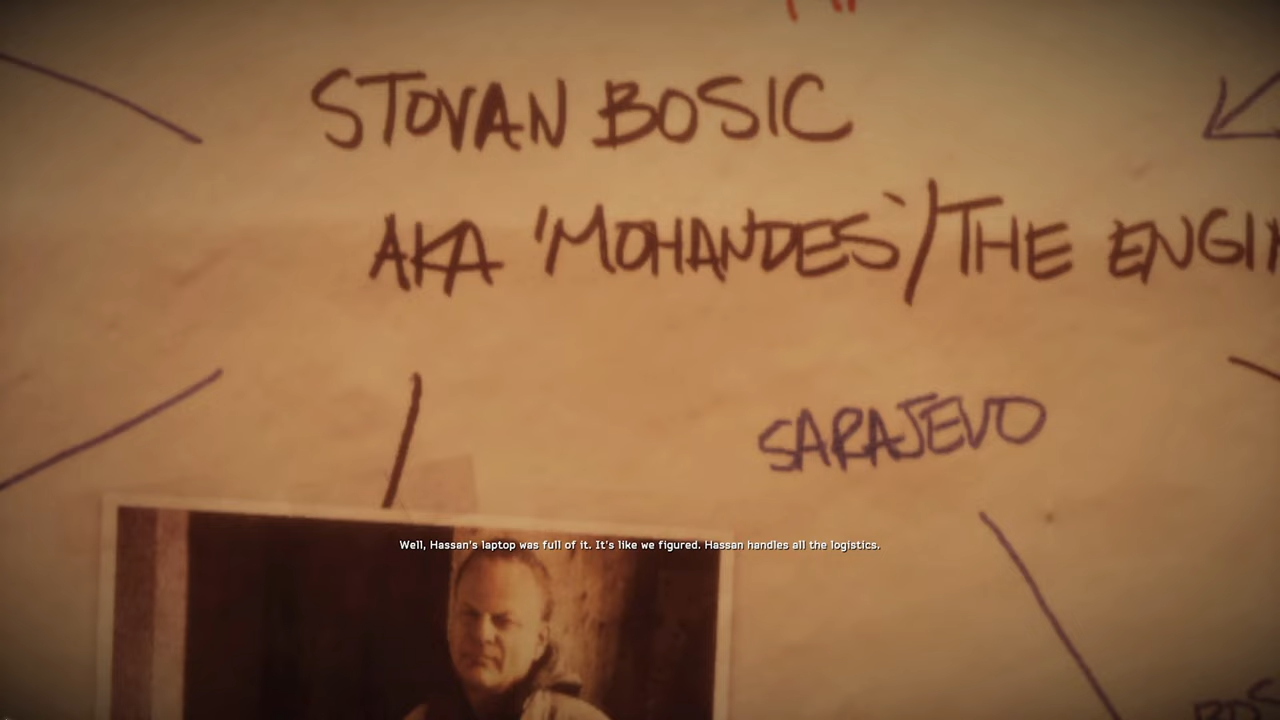 STOVAN BOSIC
AKA 'MOHANDES'/THE ENGI
SARAJEVO
Well, Hassan's laptop was full of it. It's like we figured. Hassan handles all the logistics.